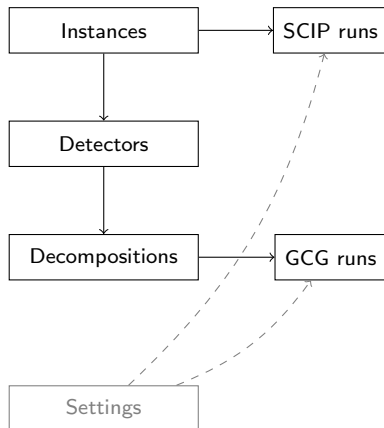 Instances
SCIP runs
Detectors
Decompositions
GCG runs
Settings